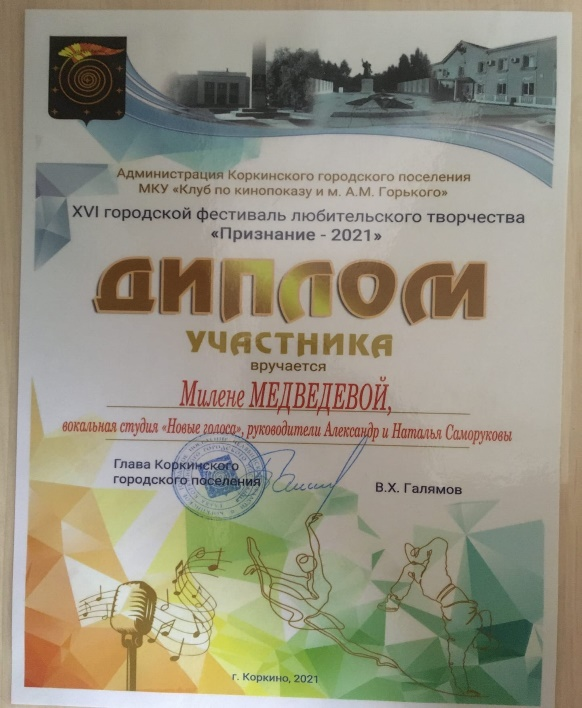 Администрация Коркинского городского поселения
МКУ «Клуб по кинопоказу и м. А.М. Горького»
XVI городской фестиваль любительского творчества
«Признание - 2021»
ДИПЛОМ
УЧАСТНИКА
вручается
Милене МЕДВЕДЕВОЙ,
вокальная студия «Новые голоса», руководители Александр и Наталья Саморуковы
Глава Коркинского
городского поселения
В.Х. Галямов
г. Коркино, 2021